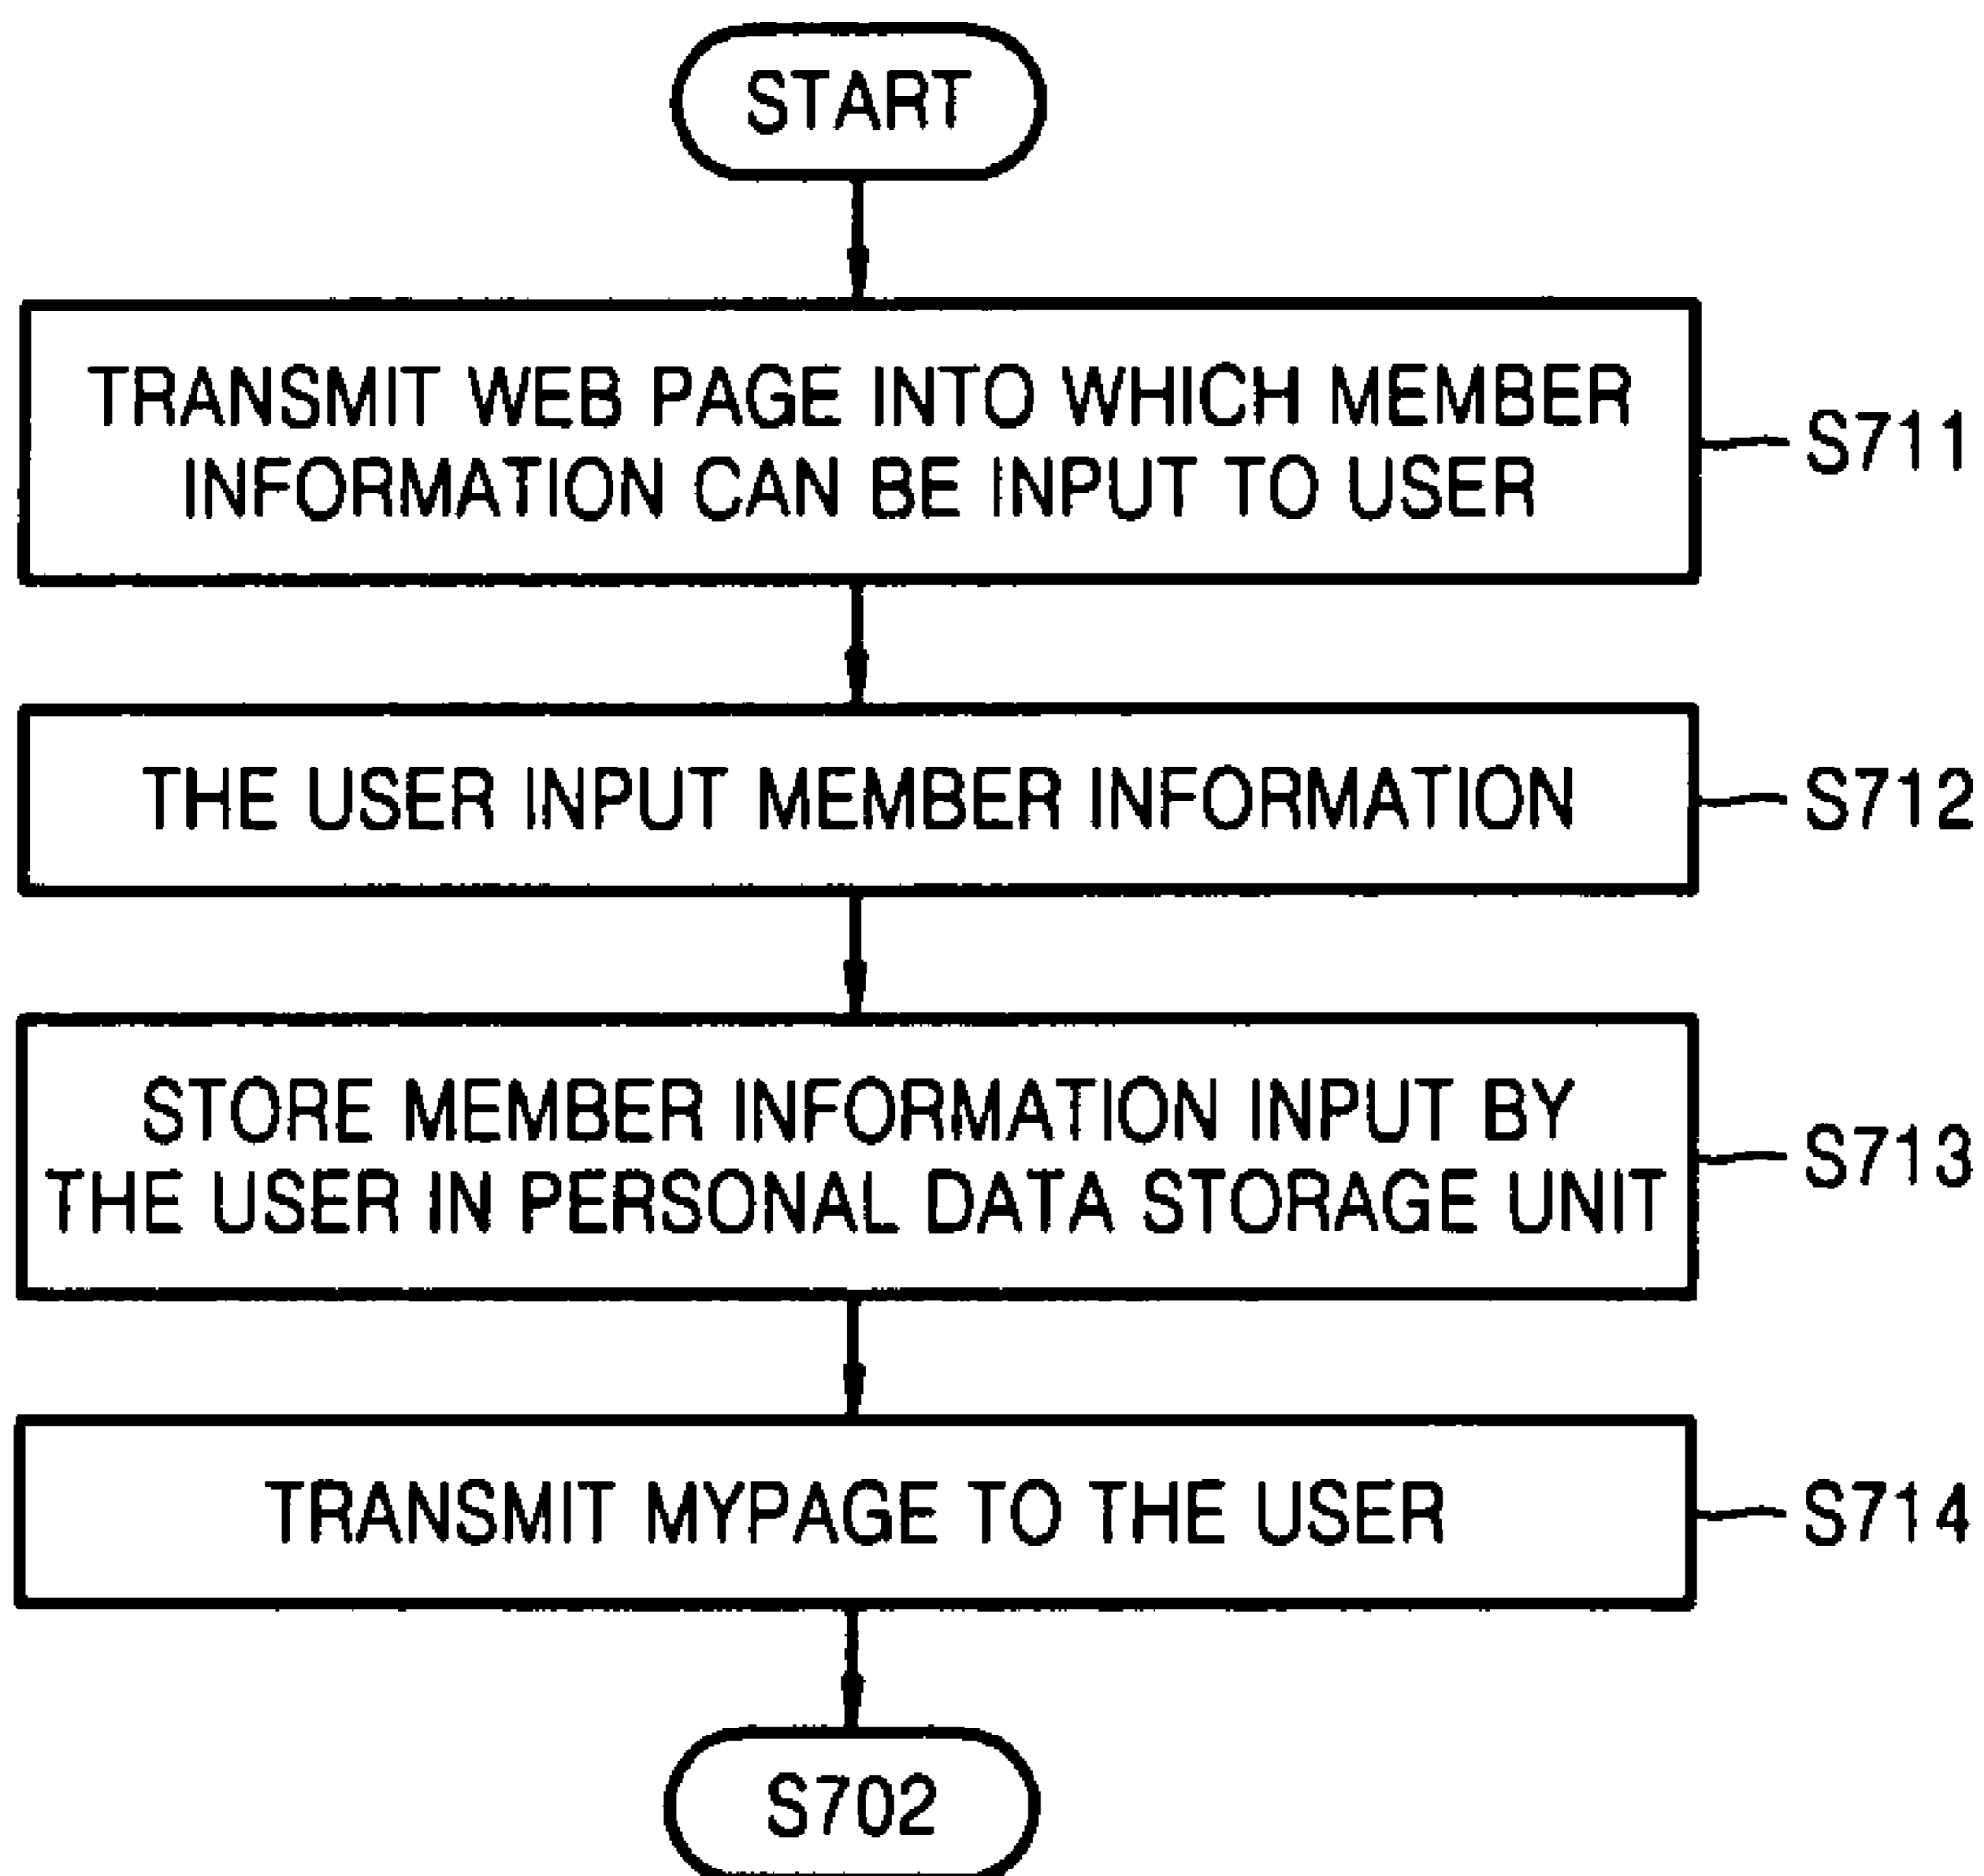 START
TRANSMIT WEB PAGE INTO WHICH MEMBER
INFORMATION CAN BE INPUT TO USER
S711
THE USER INPUT MEMBER INFORMATION
S712
STORE MEMBER INFORMATION INPUT BY
THE USER IN PERSONAL DATA STORAGE UNIT
S713
TRANSMIT MYPAGE TO THE USER
S714
S702